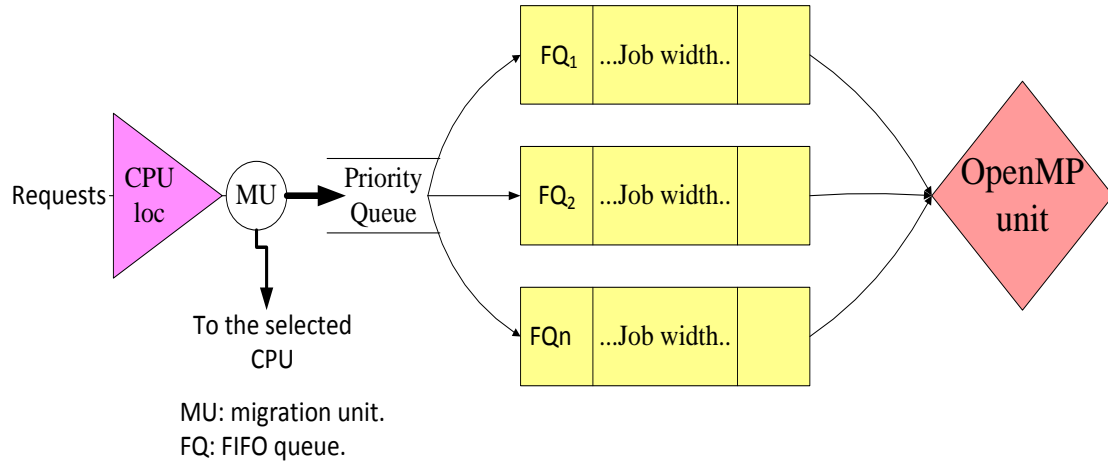 Requests
CPU
loc
MU
Priority
Queue
FQ1
...Job width..
FQ2
...Job width..
FQn
...Job width..
OpenMP
unit
To the selected
CPU
MU: migration unit.
FQ: FIFO queue.